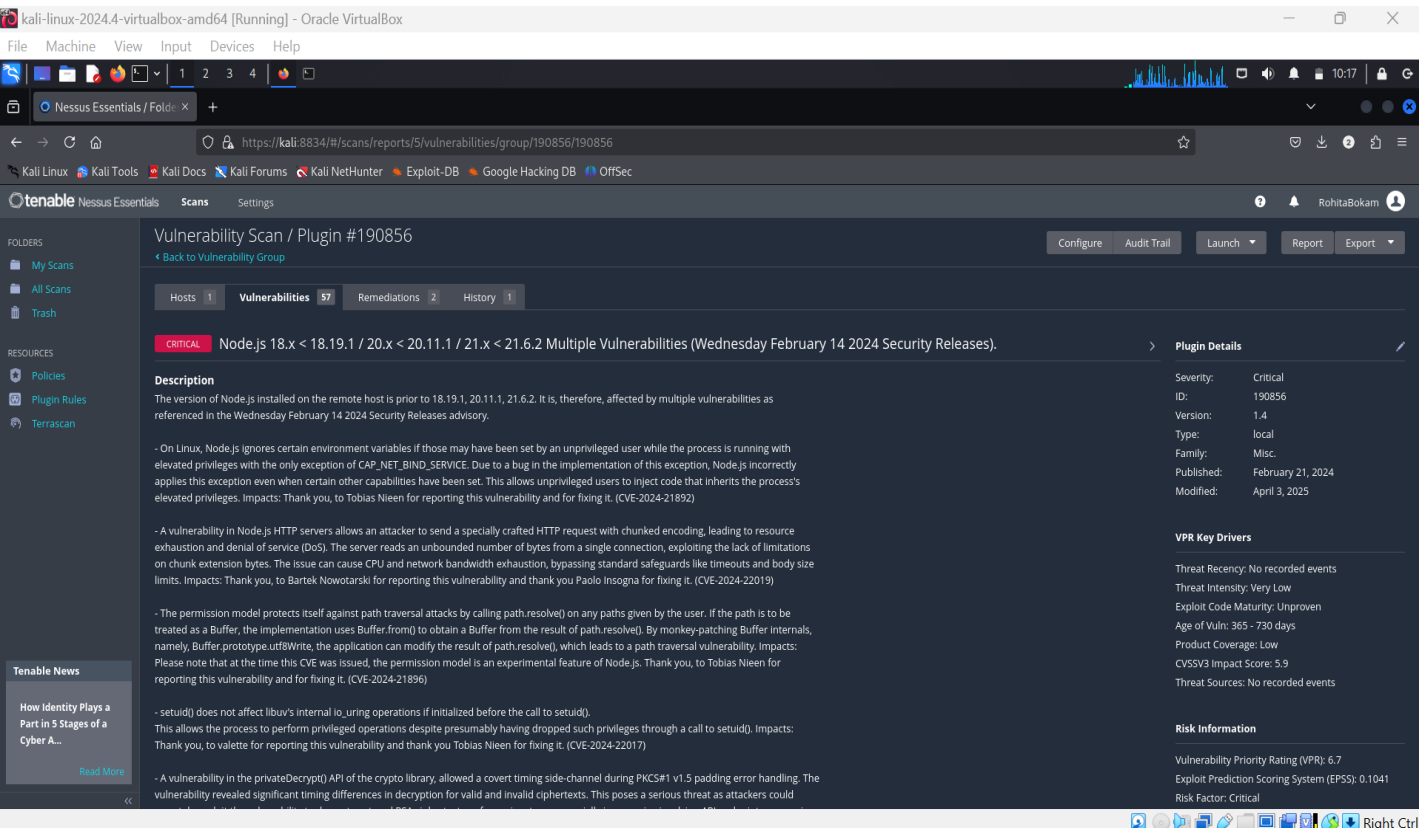 kali-linux-2024.4-virtualbox-amd64 [Running] - Oracle VirtualBox
File Machine View Input Devices Help
1 2 3 4 10:17
Nessus Essentials / Folde
https://kali:8834/#/scans/reports/5/vulnerabilities/group/190856/190856
2
Kali Linux Kali Tools Kali Docs Kali Forums Kali NetHunter Exploit-DB Google Hacking DB OffSec
tenable Nessus Essentials Scans Settings RohitaBokam
FOLDERS
My Scans
All Scans
Trash
RESOURCES
Policies
Plugin Rules
Terrascan
Tenable News
How Identity Plays a
Part in 5 Stages of a
Cyber A...
Read More
Vulnerability Scan / Plugin #190856
Back to Vulnerability Group
Configure Audit Trail Launch Report Export
Hosts 1 Vulnerabilities 57 Remediations 2 History 1
CRITICAL Node.js 18.x < 18.19.1 / 20.x < 20.11.1 / 21.x < 21.6.2 Multiple Vulnerabilities (Wednesday February 14 2024 Security Releases).
Description
The version of Node.js installed on the remote host is prior to 18.19.1, 20.11.1, 21.6.2. It is, therefore, affected by multiple vulnerabilities as
referenced in the Wednesday February 14 2024 Security Releases advisory.
- On Linux, Node.js ignores certain environment variables if those may have been set by an unprivileged user while the process is running with
elevated privileges with the only exception of CAP_NET_BIND_SERVICE. Due to a bug in the implementation of this exception, Node.js incorrectly
applies this exception even when certain other capabilities have been set. This allows unprivileged users to inject code that inherits the process's
elevated privileges. Impacts: Thank you, to Tobias Nieen for reporting this vulnerability and for fixing it. (CVE-2024-21892)
- A vulnerability in Node.js HTTP servers allows an attacker to send a specially crafted HTTP request with chunked encoding, leading to resource
exhaustion and denial of service (DoS). The server reads an unbounded number of bytes from a single connection, exploiting the lack of limitations
on chunk extension bytes. The issue can cause CPU and network bandwidth exhaustion, bypassing standard safeguards like timeouts and body size
limits. Impacts: Thank you, to Bartek Nowotarski for reporting this vulnerability and thank you Paolo Insogna for fixing it. (CVE-2024-22019)
- The permission model protects itself against path traversal attacks by calling path.resolve() on any paths given by the user. If the path is to be
treated as a Buffer, the implementation uses Buffer.from() to obtain a Buffer from the result of path.resolve(). By monkey-patching Buffer internals,
namely, Buffer.prototype.utf8Write, the application can modify the result of path.resolve(), which leads to a path traversal vulnerability. Impacts:
Please note that at the time this CVE was issued, the permission model is an experimental feature of Node.js. Thank you, to Tobias Nieen for
reporting this vulnerability and for fixing it. (CVE-2024-21896)
- setuid() does not affect libuv's internal io_uring operations if initialized before the call to setuid().
This allows the process to perform privileged operations despite presumably having dropped such privileges through a call to setuid(). Impacts:
Thank you, to valette for reporting this vulnerability and thank you Tobias Nieen for fixing it. (CVE-2024-22017)
- A vulnerability in the privateDecrypt() API of the crypto library, allowed a covert timing side-channel during PKCS#1 v1.5 padding error handling. The
vulnerability revealed significant timing differences in decryption for valid and invalid ciphertexts. This poses a serious threat as attackers could
Plugin Details
Severity: Critical
ID: 190856
Version: 1.4
Type: local
Family: Misc.
Published: February 21, 2024
Modified: April 3, 2025
VPR Key Drivers
Threat Recency: No recorded events
Threat Intensity: Very Low
Exploit Code Maturity: Unproven
Age of Vuln: 365 - 730 days
Product Coverage: Low
CVSSV3 Impact Score: 5.9
Threat Sources: No recorded events
Risk Information
Vulnerability Priority Rating (VPR): 6.7
Exploit Prediction Scoring System (EPSS): 0.1041
Risk Factor: Critical
Right Ctrl